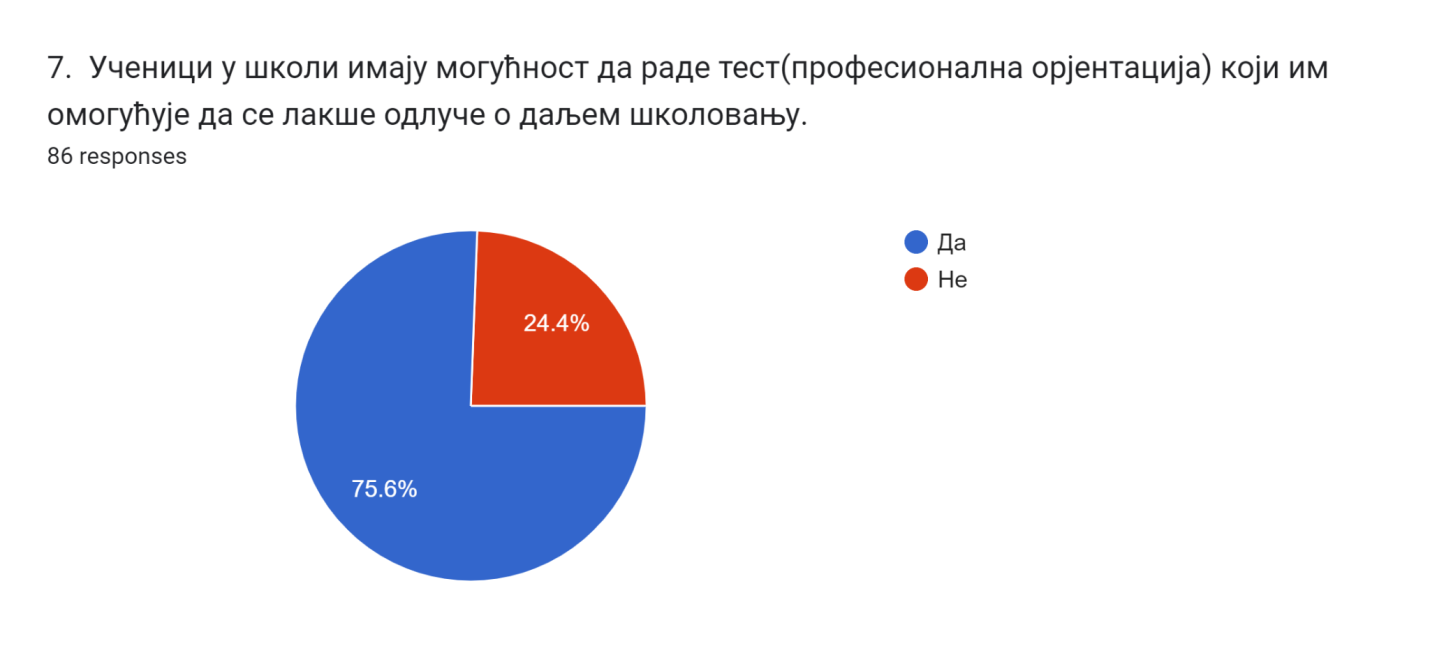 7. Ученици у школи имају могућност да раде тест(професионална орјентација) који им
омогућује да се лакше одлуче о даљем школовању.
86 responses
Да
Не
24.4%
75.6%